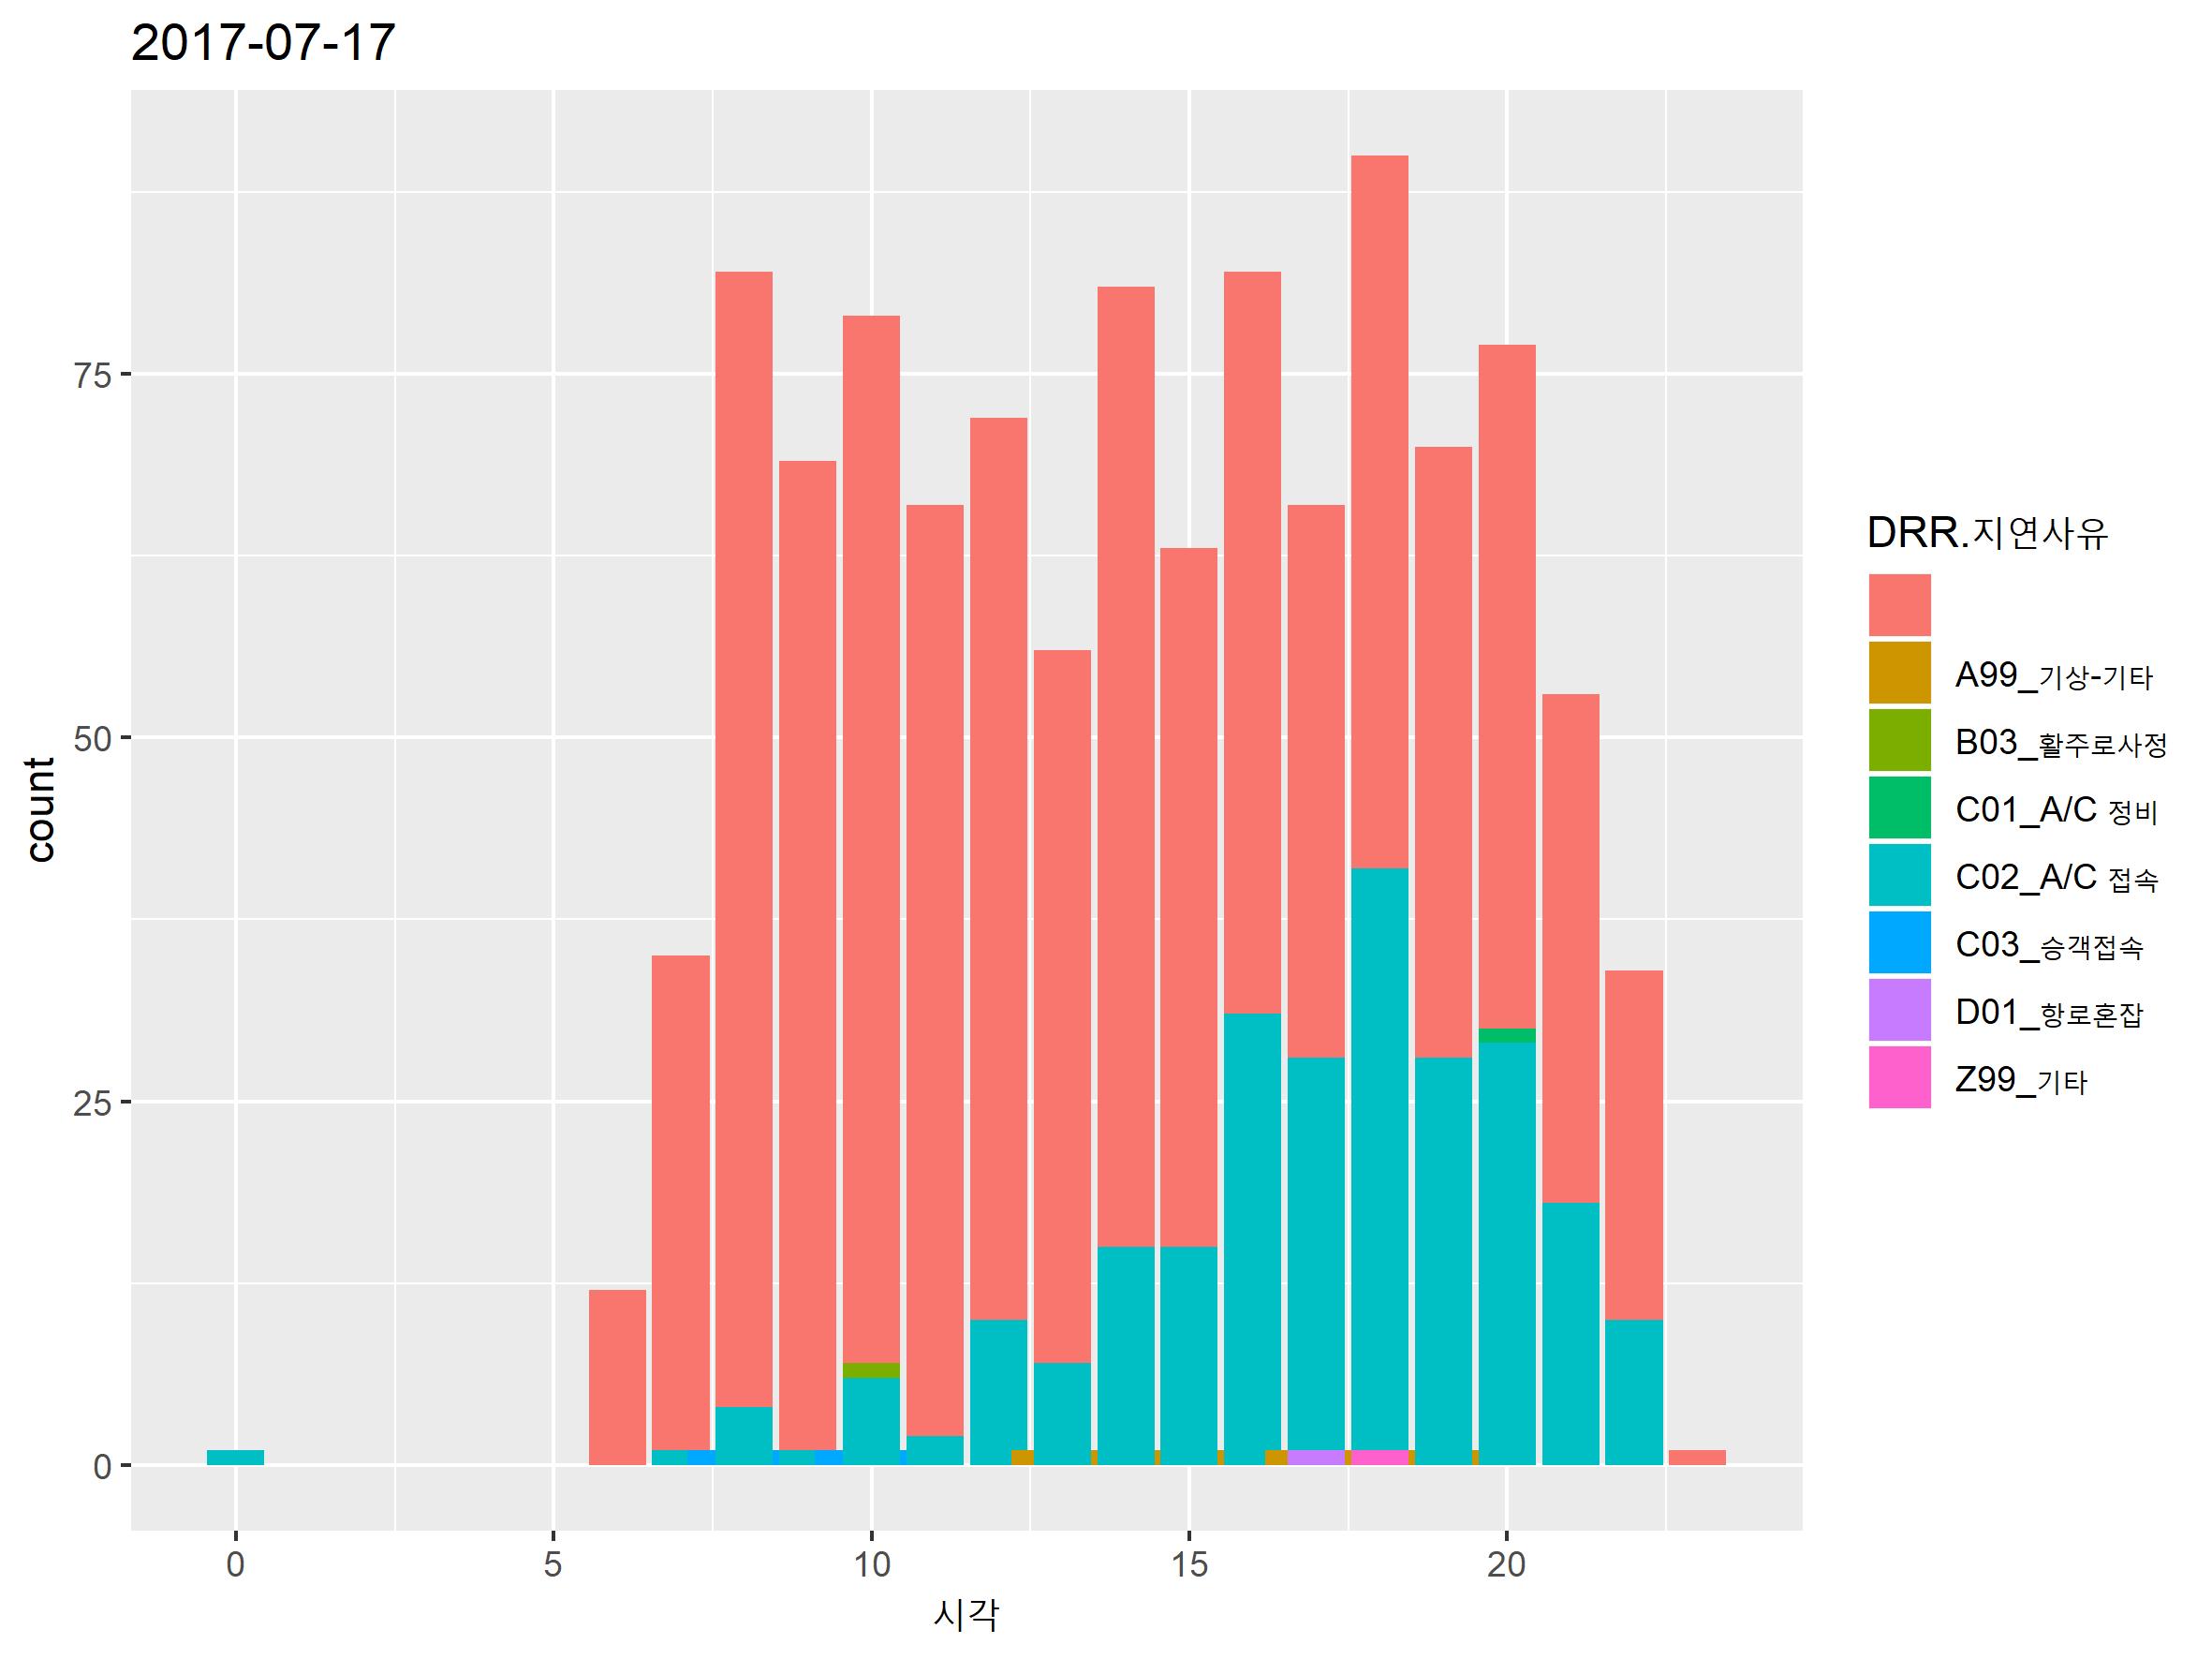 2017-07-17
75
50
25
0
count
0 5 10 15 20
시각
DRR.지연사유
A99_기상-기타
B03_활주로사정
C01_A/C 정비
C02_A/C 접속
C03_승객접속
D01_항로혼잡
Z99_기타